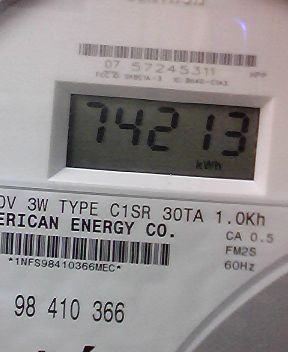 07 57245311
74213
kWh
3W TYPE C1SR 30TA 1.0Kh
ERICAN ENERGY CO.
CA 0.5
FM2S
*1NFS98410366MEC*
60Hz
98 410 366